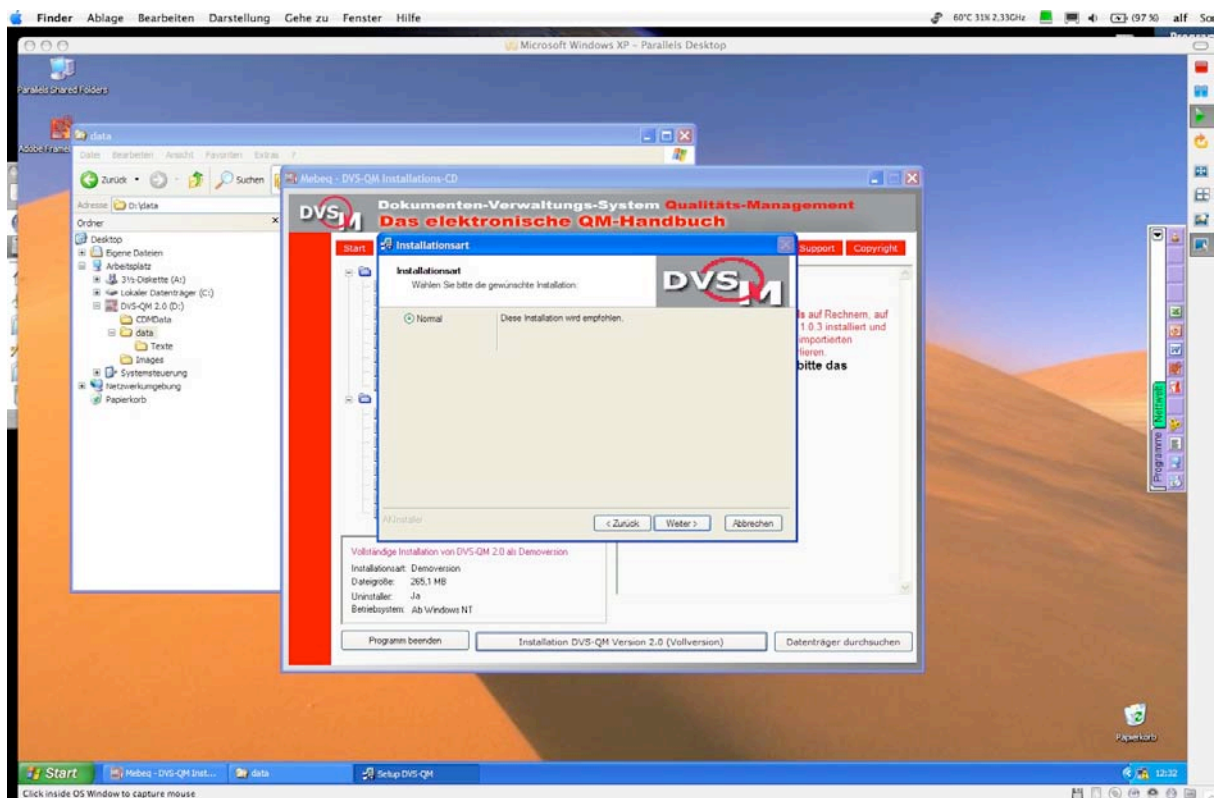 Finder Ablage Bearbeiten Darstellung Gehe zu Fenster Hilfe
60°C 31% 2,33GHz (97 %) alf
Microsoft Windows XP – Parallels Desktop
Parallels Shared Folders
data
Datei Bearbeiten Ansicht Favoriten Extras ?
Zurück Suchen
Adresse D:\data
Ordner
Desktop
Eigene Dateien
Arbeitsplatz
3½-Diskette (A:)
Lokaler Datenträger (C:)
DVS-QM 2.0 (D:)
CDMData
data
Texte
Images
Systemsteuerung
Netzwerkumgebung
Papierkorb
Mebeq - DVS-QM Installations-CD
DVS M
Dokumenten-Verwaltungs-System Qualitäts-Management
Das elektronische QM-Handbuch
Start
Support
Copyright
Installationsart
Installationsart
Wählen Sie bitte die gewünschte Installation:
DVS M
Normal
Diese Installation wird empfohlen.
ls auf Rechnern, auf
1.0.3 installiert und
importierten
bitte das
< Zurück Weiter > Abbrechen
Vollständige Installation von DVS-QM 2.0 als Demoversion
Installationsart: Demoversion
Dateigröße: 265,1 MB
Uninstaller: Ja
Betriebsystem: Ab Windows NT
Programm beenden
Installation DVS-QM Version 2.0 (Vollversion)
Datenträger durchsuchen
Programme
Nettwelt
Papierkorb
Start
Mebeq - DVS-QM Inst...
data
Setup DVS-QM
12:32
Click inside OS Window to capture mouse